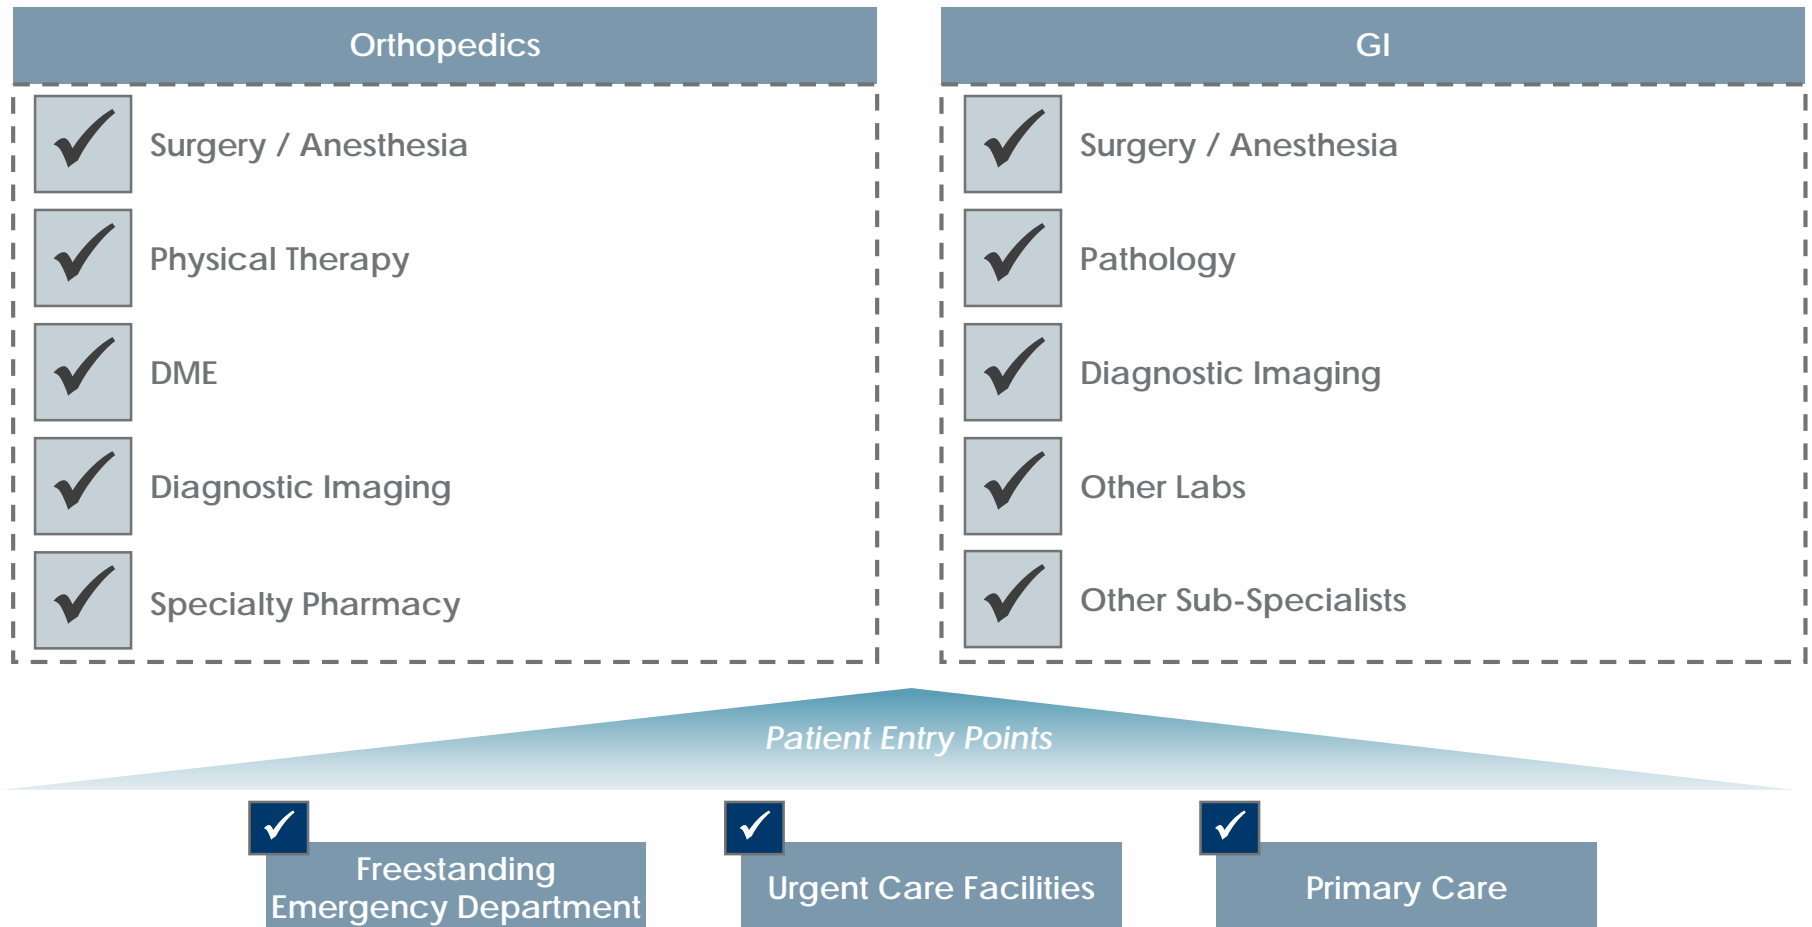 Orthopedics
Surgery / Anesthesia
Physical Therapy
DME
Diagnostic Imaging
Specialty Pharmacy
GI
Surgery / Anesthesia
Pathology
Diagnostic Imaging
Other Labs
Other Sub-Specialists
Patient Entry Points
Freestanding
Emergency Department
Urgent Care Facilities
Primary Care